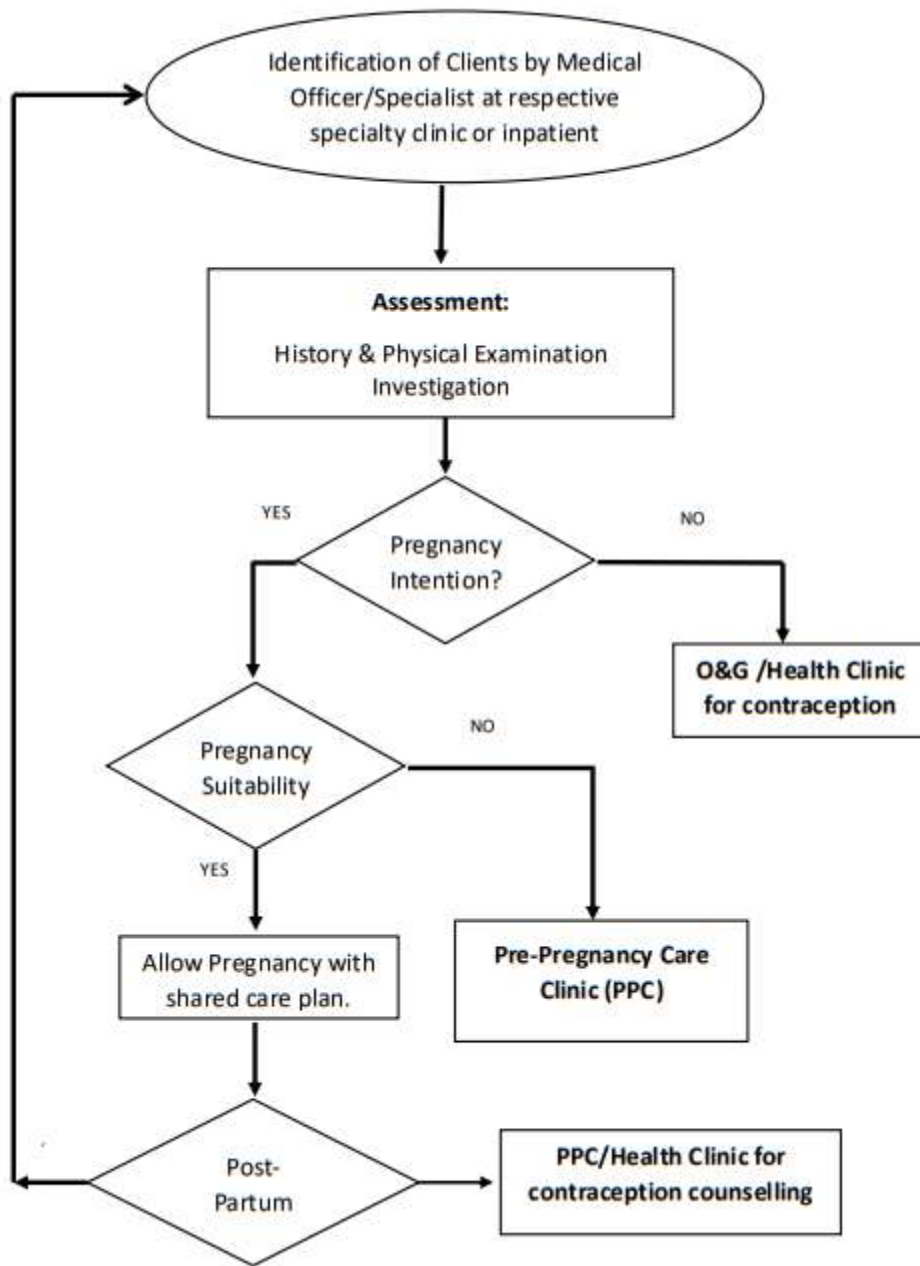 Identification of Clients by Medical
Officer/Specialist at respective
specialty clinic or inpatient
Assessment:
History & Physical Examination
Investigation
YES
NO
Pregnancy
Intention?
O&G /Health Clinic
for contraception
Pregnancy
Suitability
NO
YES
Allow Pregnancy with
shared care plan.
Pre-Pregnancy Care
Clinic (PPC)
Post-
Partum
PPC/Health Clinic for
contraception counselling